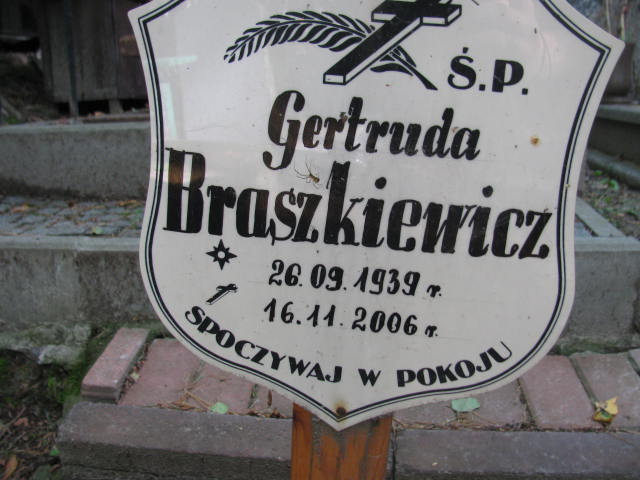 Ś.P.
Gertruda
Braszkiewicz
26.09.1939 r.
16.11.2006 r.
SPOCZYWAJ W POKOJU